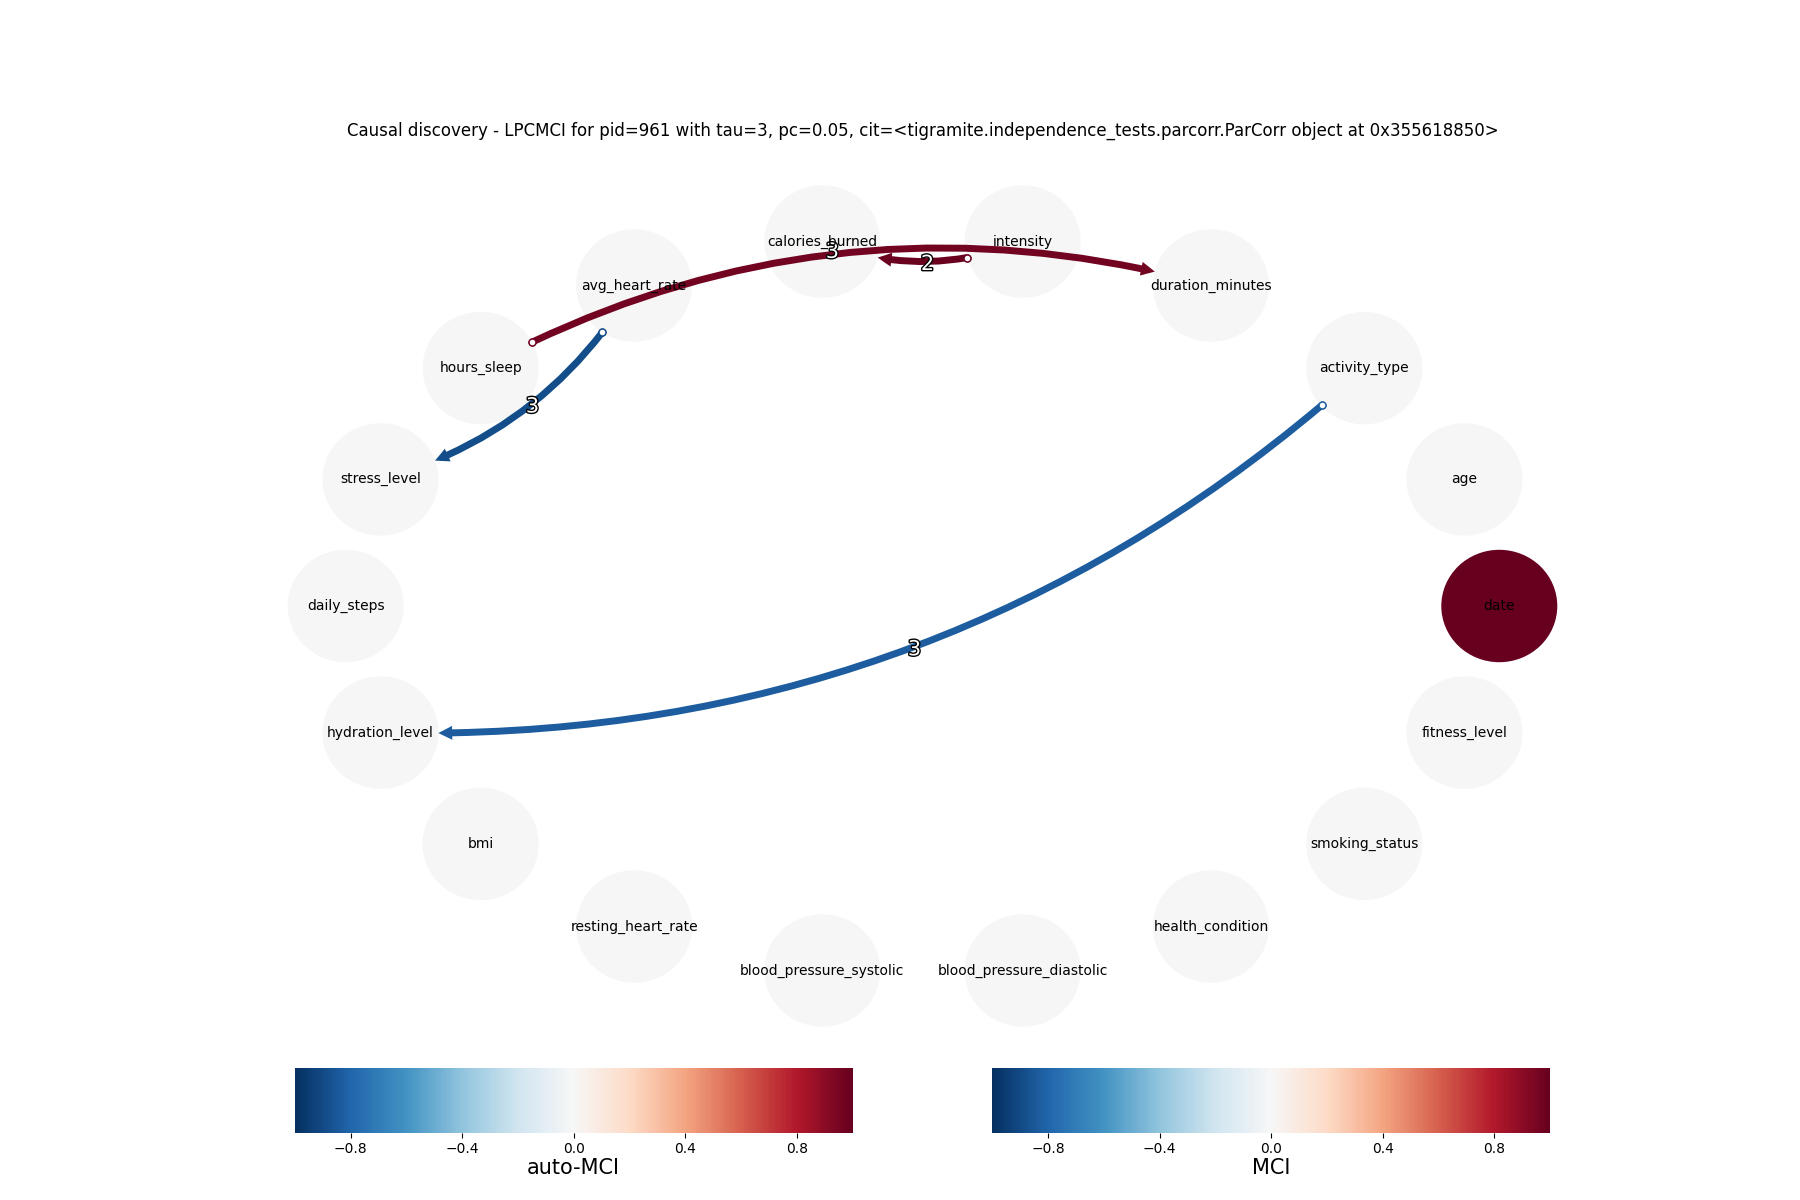 Causal discovery - LPCMCI for pid=961 with tau=3, pc=0.05, cit=<tigramite.independence_tests.parcorr.ParCorr object at 0x355618850>
calories_burned
intensity
3
2
avg_heart_rate
duration_minutes
hours_sleep
activity_type
3
stress_level
age
daily_steps
date
3
hydration_level
fitness_level
bmi
smoking_status
resting_heart_rate
health_condition
blood_pressure_systolic
blood_pressure_diastolic
−0.8 −0.4 0.0 0.4 0.8
auto-MCI
−0.8 −0.4 0.0 0.4 0.8
MCI